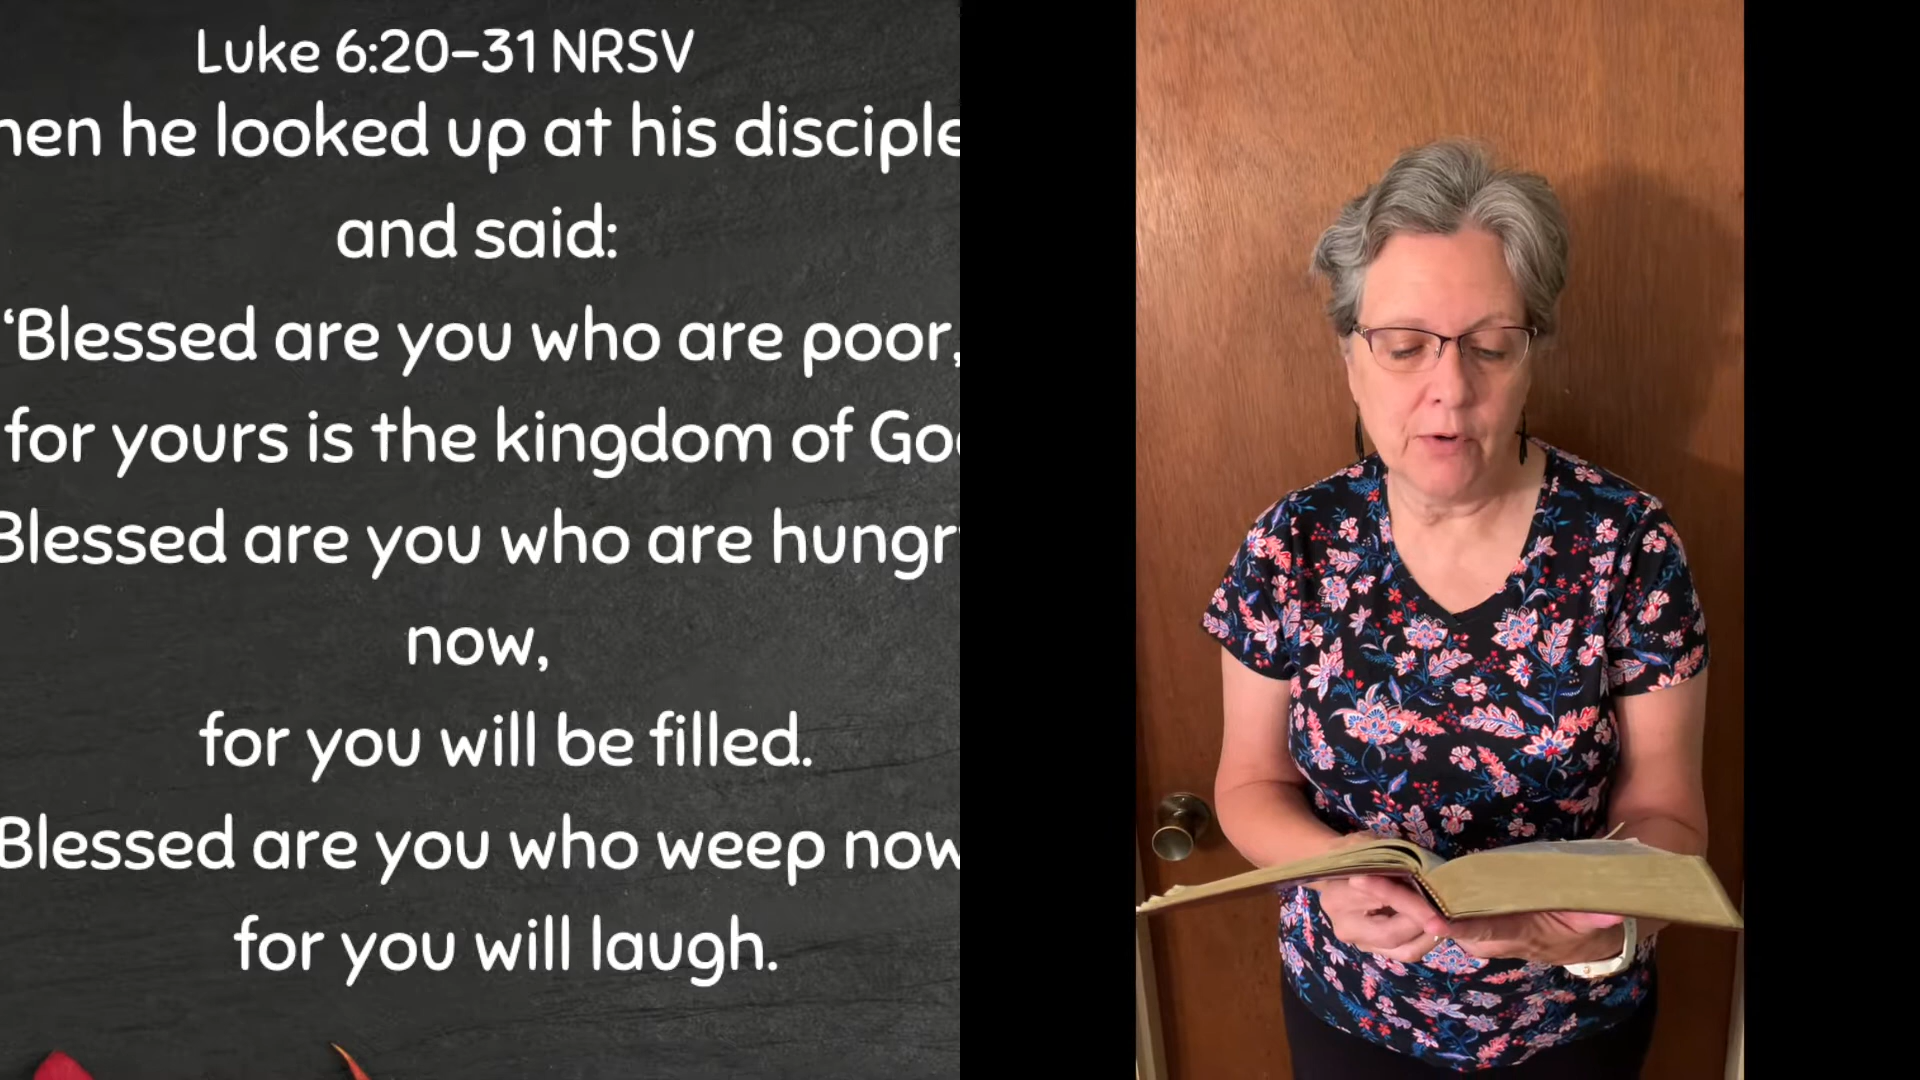 Luke 6:20-31 NRSV
hen he looked up at his disciple
and said:
‘Blessed are you who are poor,
for yours is the kingdom of Go
Blessed are you who are hungr
now,
for you will be filled.
Blessed are you who weep now
for you will laugh.